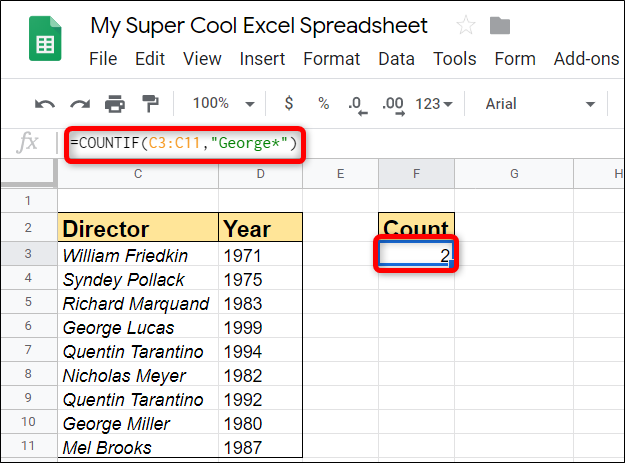 My Super Cool Excel Spreadsheet
File Edit View Insert Format Data Tools Form Add-ons
100% $ % .0 .00 123 Arial
fx =COUNTIF(C3:C11,"George*")
C D E F G H
1
2 Director Year Count
3 William Friedkin 1971 2
4 Syndey Pollack 1975
5 Richard Marquand 1983
6 George Lucas 1999
7 Quentin Tarantino 1994
8 Nicholas Meyer 1982
9 Quentin Tarantino 1992
10 George Miller 1980
11 Mel Brooks 1987